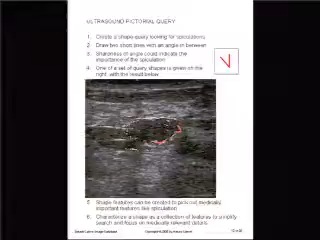 ULTRASOUND PICTORIAL QUERY
1. Create a shape query looking for spiculations
2. Draw two short lines with an angle in between
3. Sharpness of angle could indicate the
importance of the spiculation
4. One of a set of query shapes is given on the
right with the result below
5. Shape features can be created to pick out medically
important features like spiculation
6. Characterize a shape as a collection of features to simplify
search and focus on medically relevant details